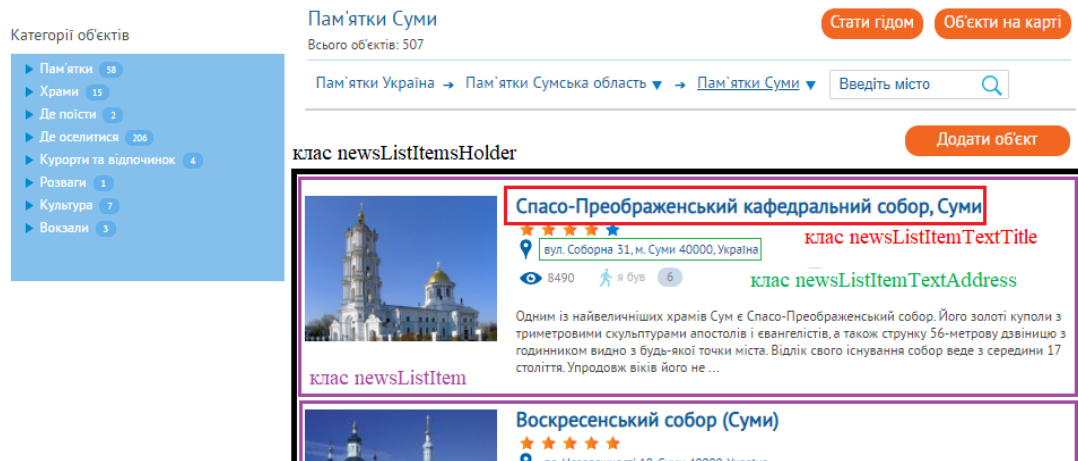 Категорії об'єктів
Пам'ятки 58
Храми 15
Де поїсти 2
Де оселитися 206
Курорти та відпочинок 4
Розваги 1
Культура 7
Вокзали 3
Пам'ятки Суми
Всього об'єктів: 507
Стати гідом
Об'єкти на карті
Пам`ятки Україна → Пам`ятки Сумська область ▼ → Пам`ятки Суми ▼ Введіть місто
Додати об'єкт
клас newsListItemsHolder
Спасо-Преображенський кафедральний собор, Суми
клас newsListItemTextTitle
вул. Соборна 31, м. Суми 40000, Україна
клас newsListItemTextAddress
8490 я був 6
Одним із найвеличніших храмів Сум є Спасо-Преображенський собор. Його золоті куполи з
триметровими скульптурами апостолів і євангелістів, а також струнку 56-метрову дзвіницю з
годинником видно з будь-якої точки міста. Відлік свого існування собор веде з середини 17
століття. Упродовж віків його не ...
клас newsListItem
Воскресенський собор (Суми)